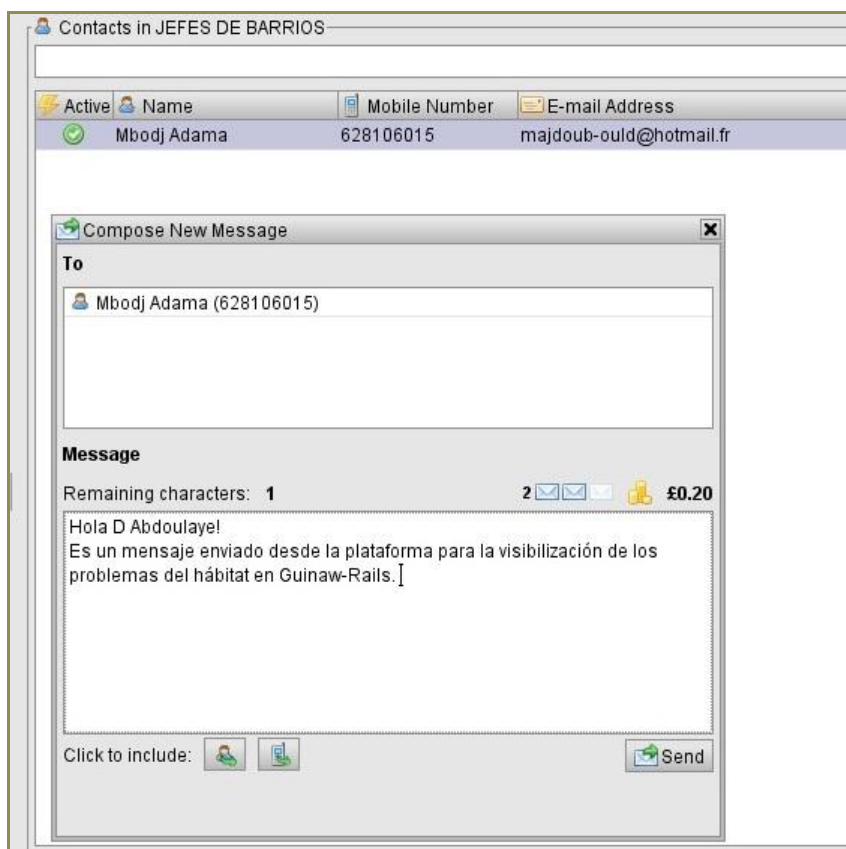 Contacts in JEFES DE BARRIOS
Active Name Mobile Number E-mail Address
Mbodj Adama 628106015 majdoub-ould@hotmail.fr
Compose New Message
To
Mbodj Adama (628106015)
Message
Remaining characters: 1 2 £0.20
Hola D Abdoulaye!
Es un mensaje enviado desde la plataforma para la visibilización de los
problemas del hábitat en Guinaw-Rails.
Click to include: Send